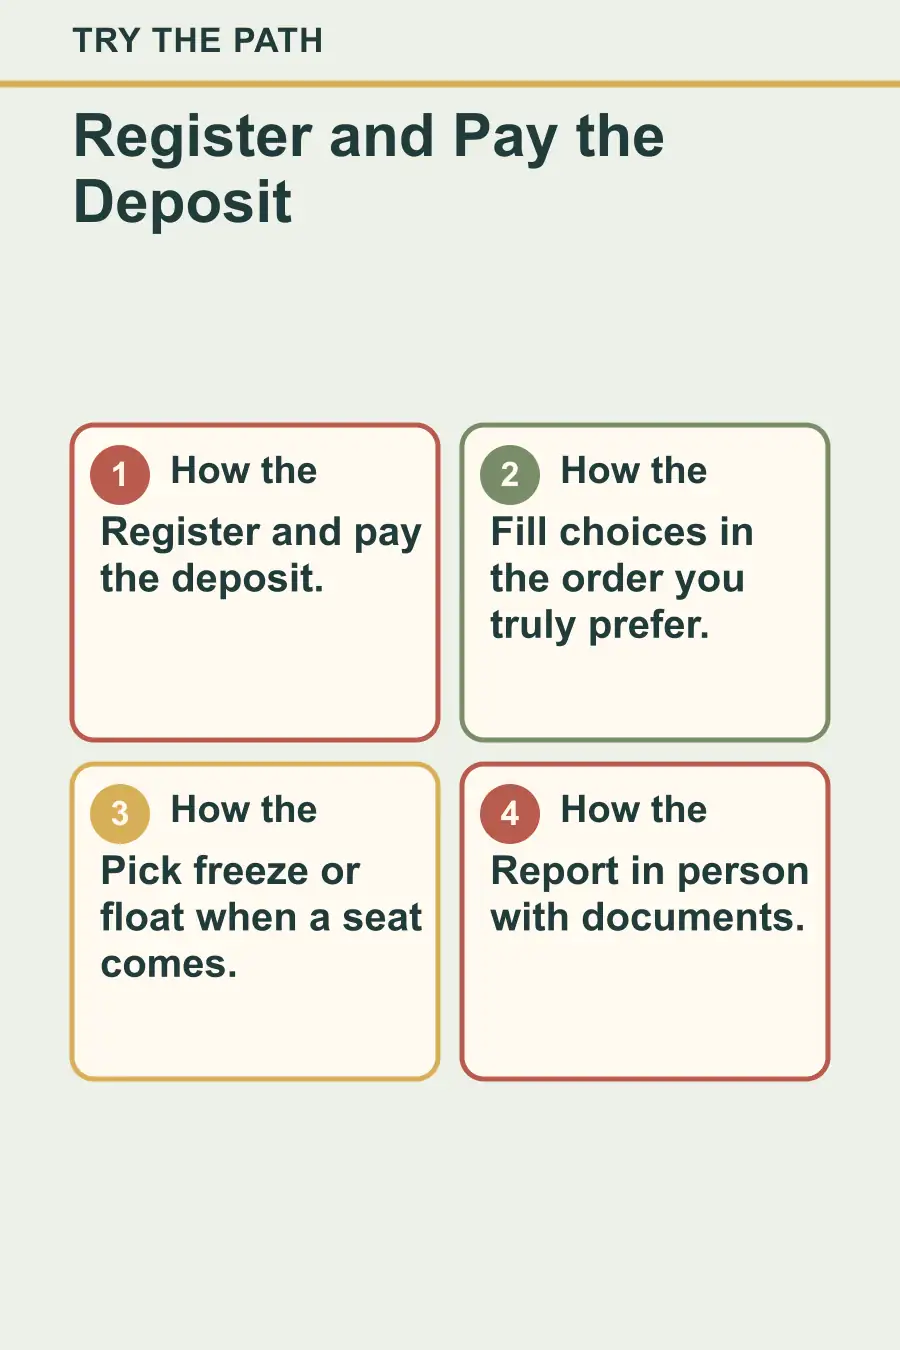 TRY THE PATH
Register and Pay the
Deposit
1 How the
Register and pay
the deposit.
2 How the
Fill choices in
the order you
truly prefer.
3 How the
Pick freeze or
float when a seat
comes.
4 How the
Report in person
with documents.